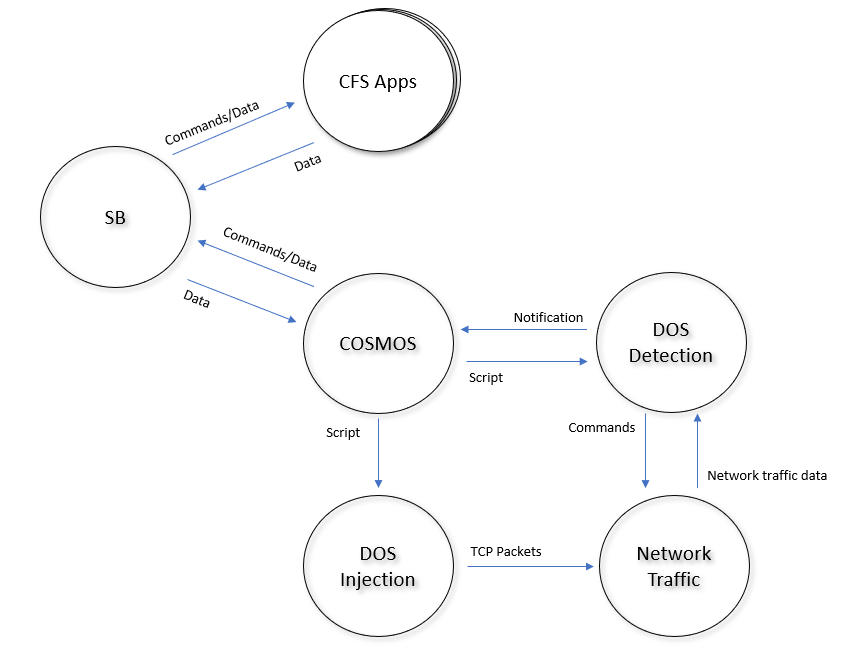 CFS Apps
Commands/Data
Data
SB
Commands/Data
Data
COSMOS
Notification
DOS
Detection
Script
Script
Commands
Network traffic data
DOS
Injection
TCP Packets
Network
Traffic